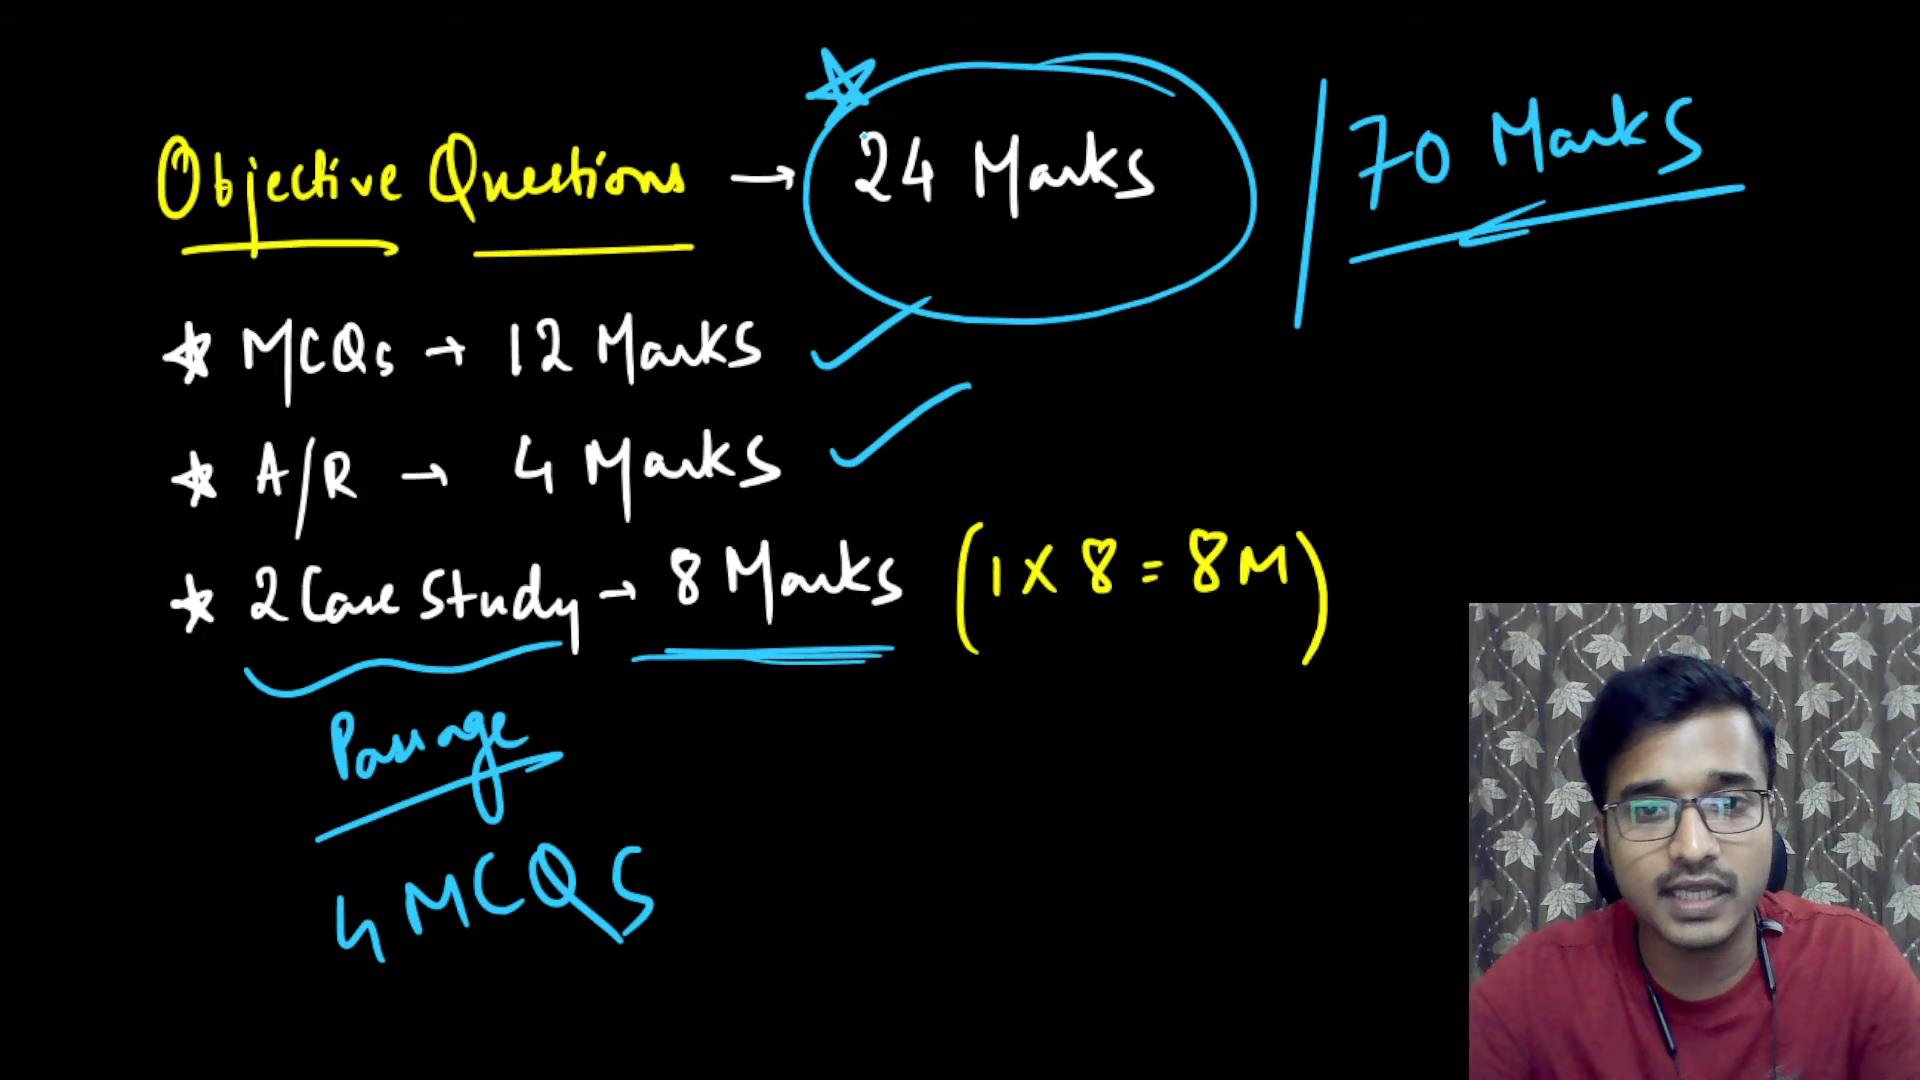 Objective Questions → 24 Marks / 70 Marks
MCQs → 12 Marks
A/R → 4 Marks
2 Case Study → 8 Marks (1 x 8 = 8M)
Passage
4 MCQS